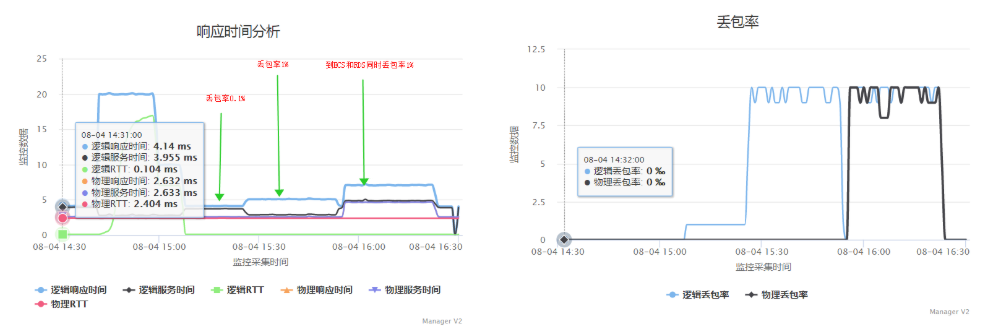 响应时间分析
25
20
15
10
5
0
监控数据
丢包率0.1%
丢包率1%
到ECS和RDS同时丢包率1%
08-04 14:31:00
逻辑响应时间: 4.14 ms
逻辑服务时间: 3.955 ms
逻辑RTT: 0.104 ms
物理响应时间: 2.632 ms
物理服务时间: 2.633 ms
物理RTT: 2.404 ms
08-04 14:30
08-04 15:00
08-04 15:30
08-04 16:00
08-04 16:30
监控采集时间
逻辑响应时间
逻辑服务时间
逻辑RTT
物理响应时间
物理服务时间
物理RTT
Manager V2
丢包率
12.5
10
7.5
5
2.5
0
监控数据
08-04 14:32:00
逻辑丢包率: 0 ‰
物理丢包率: 0 ‰
08-04 14:30
08-04 15:00
08-04 15:30
08-04 16:00
08-04 16:30
监控采集时间
逻辑丢包率
物理丢包率
Manager V2